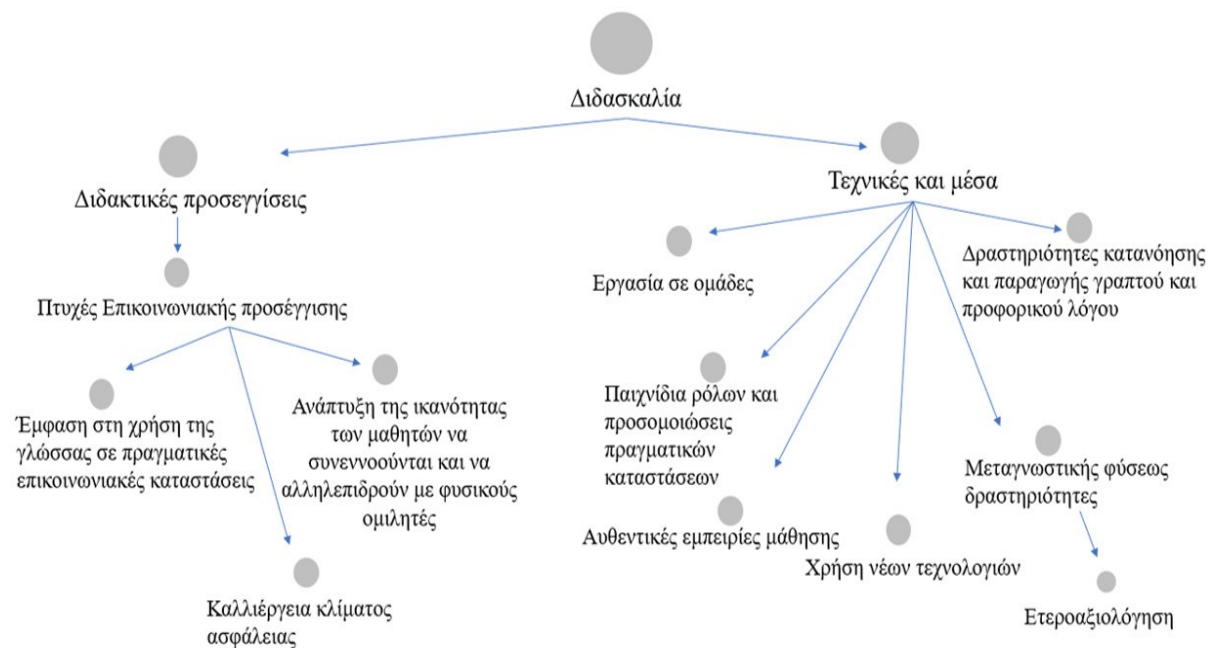 Διδασκαλία
Διδακτικές προσεγγίσεις
Τεχνικές και μέσα
Πτυχές Επικοινωνιακής προσέγγισης
Έμφαση στη χρήση της
γλώσσας σε πραγματικές
επικοινωνιακές καταστάσεις
Ανάπτυξη της ικανότητας
των μαθητών να
συνεννοούνται και να
αλληλεπιδρούν με φυσικούς
ομιλητές
Καλλιέργεια κλίματος
ασφάλειας
Εργασία σε ομάδες
Δραστηριότητες κατανόησης
και παραγωγής γραπτού και
προφορικού λόγου
Παιχνίδια ρόλων και
προσομοιώσεις
πραγματικών
καταστάσεων
Αυθεντικές εμπειρίες μάθησης
Χρήση νέων τεχνολογιών
Μεταγνωστικής φύσεως
δραστηριότητες
Ετεροαξιολόγηση